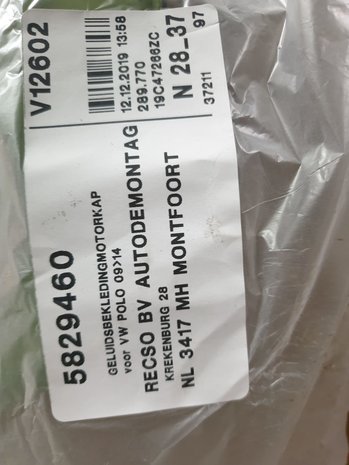 5829460
GELUIDSBEKLEDINGMOTORKAP
voor VW POLO 09>14
RECSO BV AUTODEMONTAG
KREKENBURG 28
NL 3417 MH MONTFOORT
V12602
12.12.2019 13:58
289.770
19C47266ZC
N 28_37
97
37211